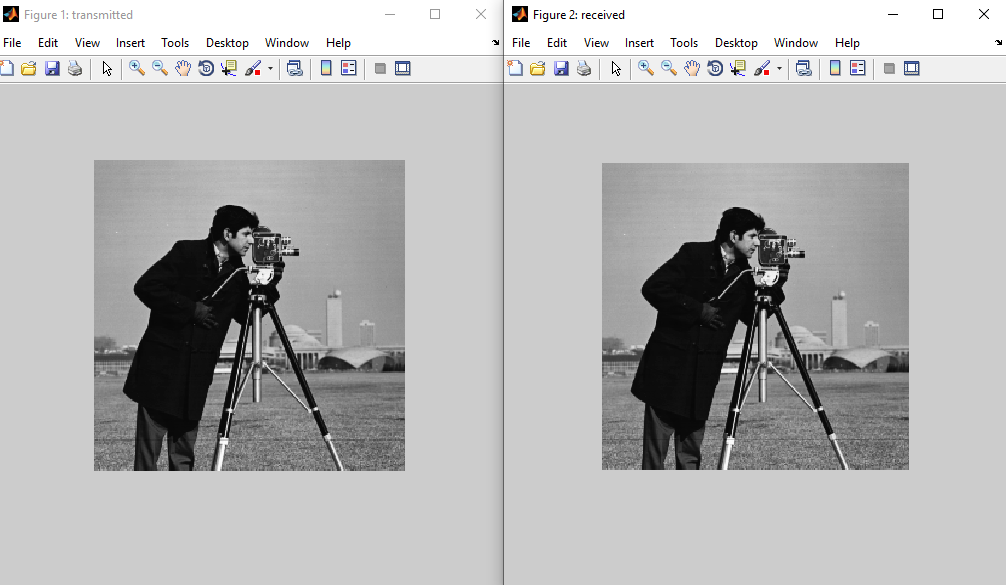 Figure 1: transmitted
File Edit View Insert Tools Desktop Window Help
Figure 2: received
File Edit View Insert Tools Desktop Window Help